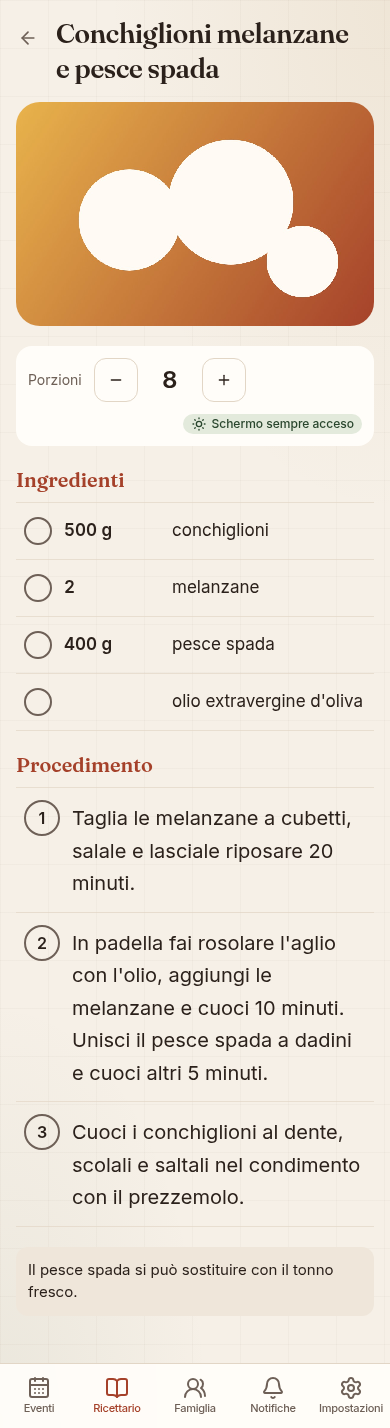 Conchiglioni melanzane
e pesce spada
Porzioni
8
Schermo sempre acceso
Ingredienti
500 g conchiglioni
2 melanzane
400 g pesce spada
olio extravergine d'oliva
Procedimento
1 Taglia le melanzane a cubetti,
salale e lasciale riposare 20
minuti.
2 In padella fai rosolare l'aglio
con l'olio, aggiungi le
melanzane e cuoci 10 minuti.
Unisci il pesce spada a dadini
e cuoci altri 5 minuti.
3 Cuoci i conchiglioni al dente,
scolali e saltali nel condimento
con il prezzemolo.
Il pesce spada si può sostituire con il tonno
fresco.
Eventi Ricettario Famiglia Notifiche Impostazioni